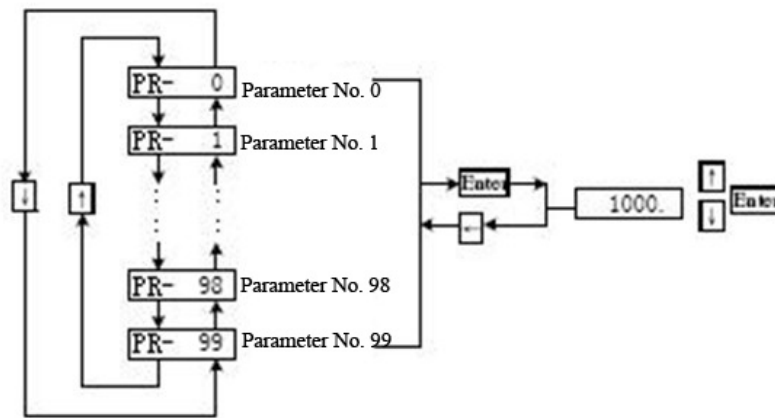 PR- 0 Parameter No. 0
PR- 1 Parameter No. 1
Enter
1000.
Enter
PR- 98 Parameter No. 98
PR- 99 Parameter No. 99